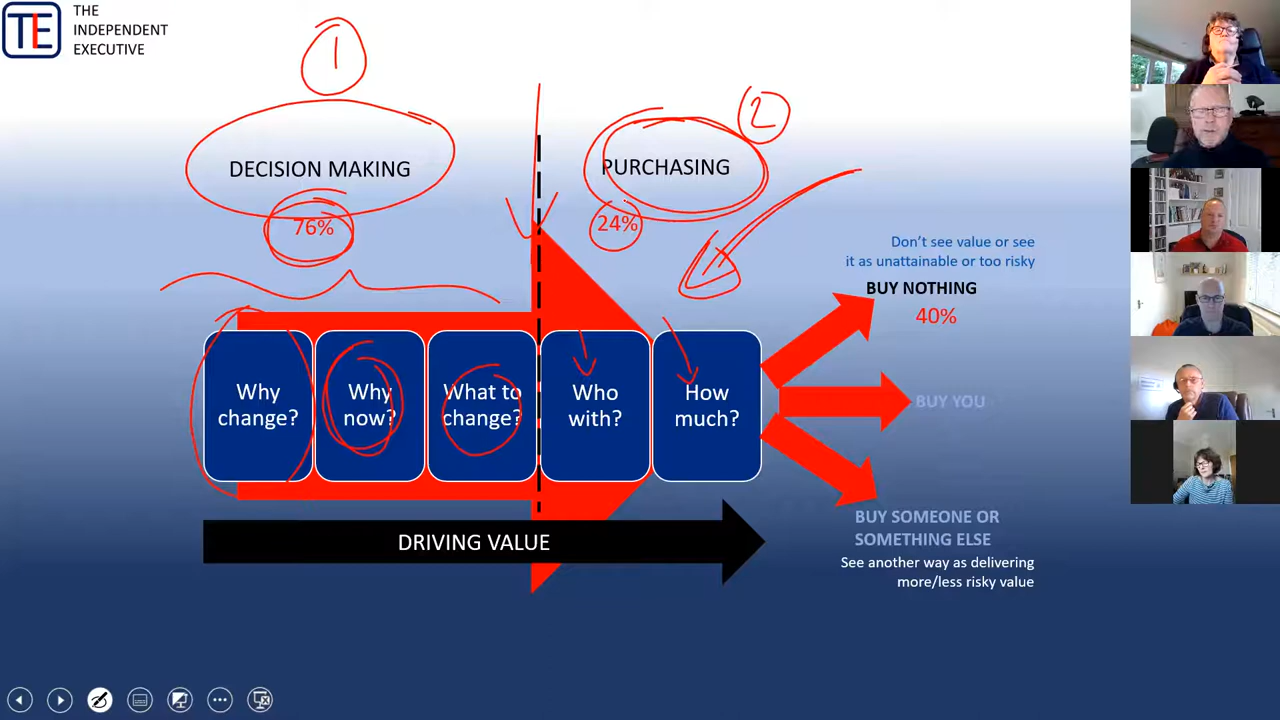 TE
THE
INDEPENDENT
EXECUTIVE
1
2
DECISION MAKING
76%
PURCHASING
24%
Don't see value or see
it as unattainable or too risky
BUY NOTHING
40%
Why
change?
Why
now?
What to
change?
Who
with?
How
much?
BUY YOU
DRIVING VALUE
BUY SOMEONE OR
SOMETHING ELSE
See another way as delivering
more/less risky value